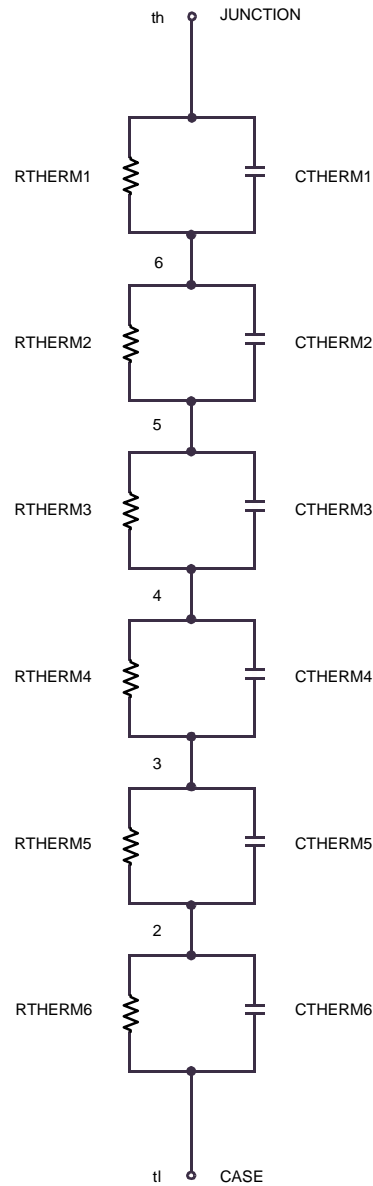 th JUNCTION
RTHERM1 CTHERM1
6
RTHERM2 CTHERM2
5
RTHERM3 CTHERM3
4
RTHERM4 CTHERM4
3
RTHERM5 CTHERM5
2
RTHERM6 CTHERM6
tl CASE